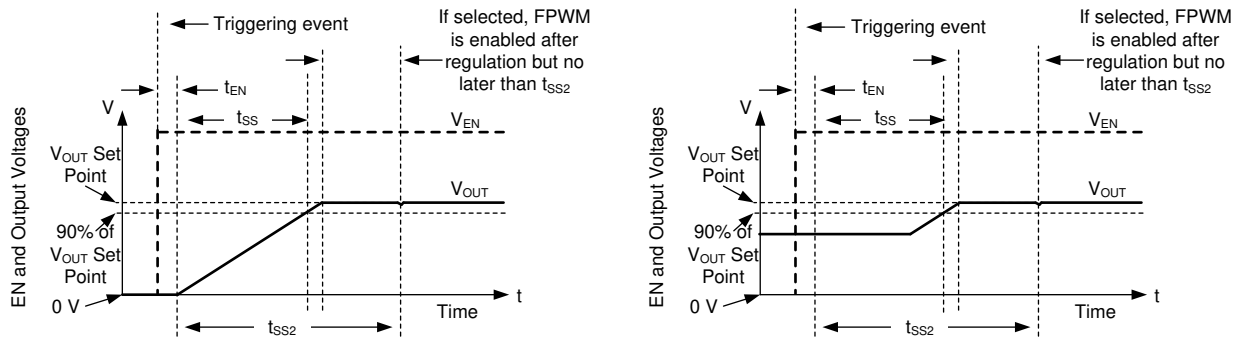 Triggering event
If selected, FPWM
is enabled after
regulation but no
later than tSS2
tEN
V
tSS
VEN
VOUT Set
Point
VOUT
90% of
VOUT Set
Point
0 V
t
Time
tSS2
EN and Output Voltages
Triggering event
If selected, FPWM
is enabled after
regulation but no
later than tSS2
tEN
V
tSS
VEN
VOUT Set
Point
VOUT
90% of
VOUT Set
Point
0 V
t
Time
tSS2
EN and Output Voltages